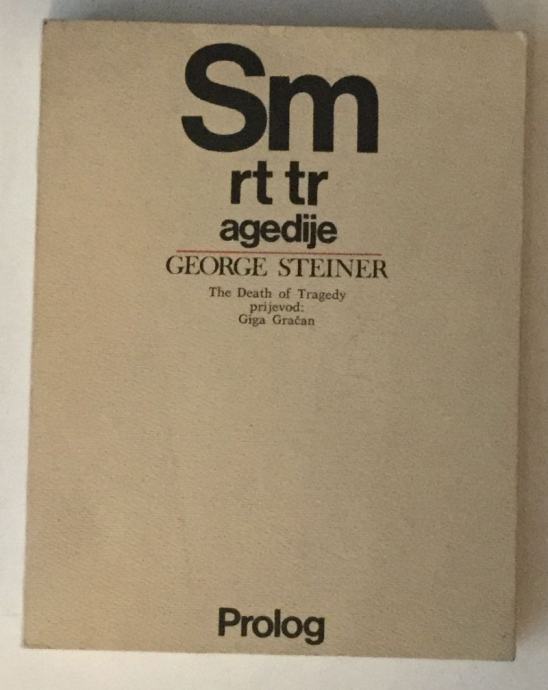 Sm
rt tr
agedije
GEORGE STEINER
The Death of Tragedy
prijevod:
Giga Gračan
Prolog